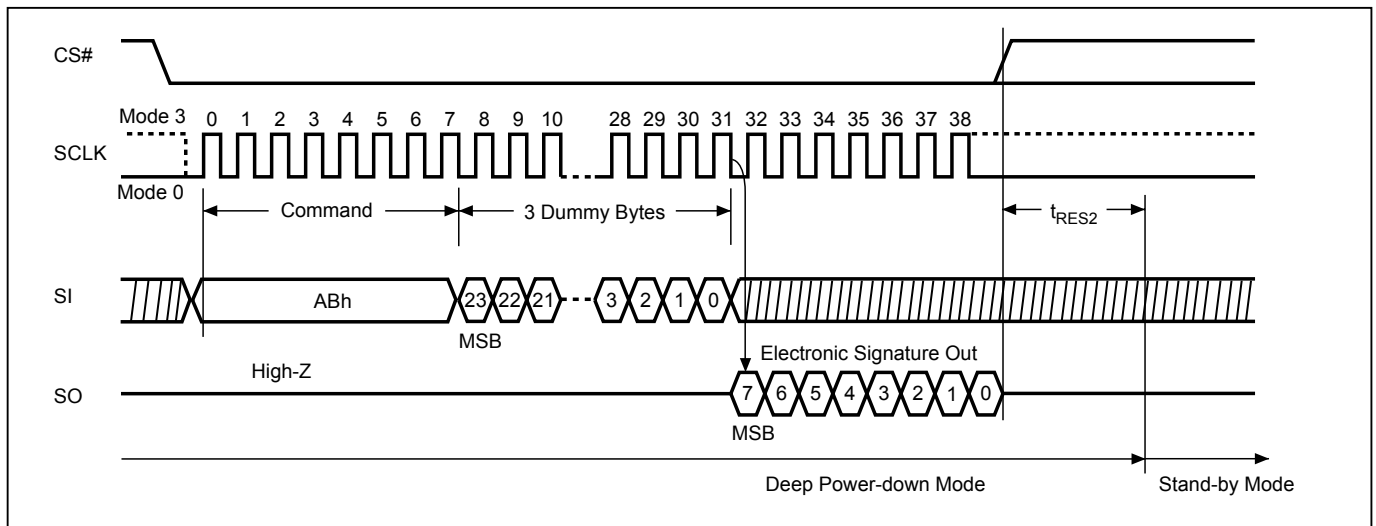 CS#
Mode 3 0 1 2 3 4 5 6 7 8 9 10 28 29 30 31 32 33 34 35 36 37 38
SCLK
Mode 0
Command 3 Dummy Bytes tRES2
SI ABh 23 22 21 3 2 1 0
MSB
High-Z Electronic Signature Out
SO 7 6 5 4 3 2 1 0
MSB
Deep Power-down Mode Stand-by Mode